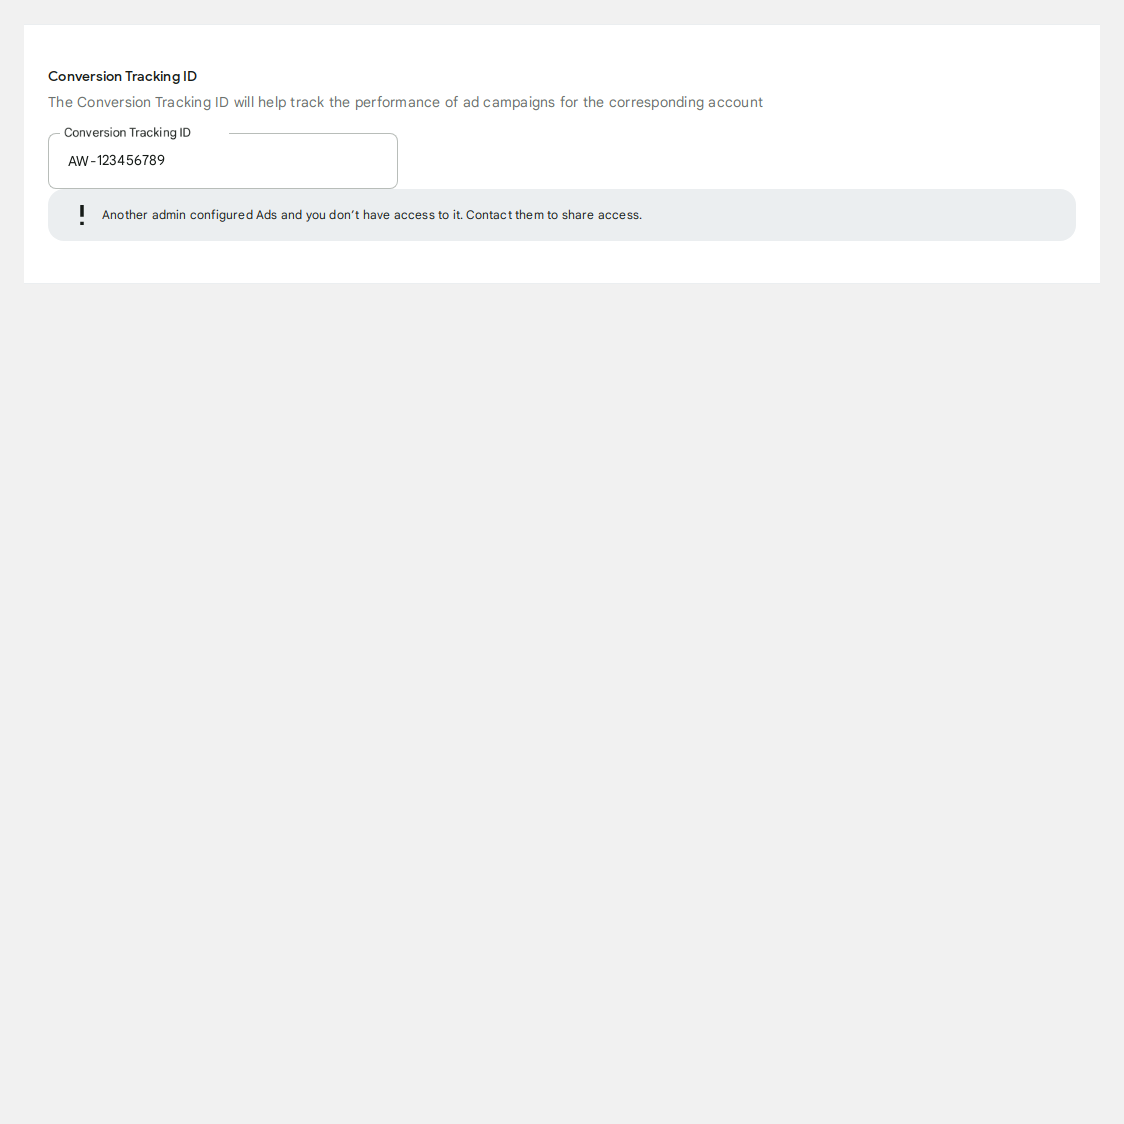 Conversion Tracking ID
The Conversion Tracking ID will help track the performance of ad campaigns for the corresponding account
Conversion Tracking ID
AW-123456789
Another admin configured Ads and you don’t have access to it. Contact them to share access.